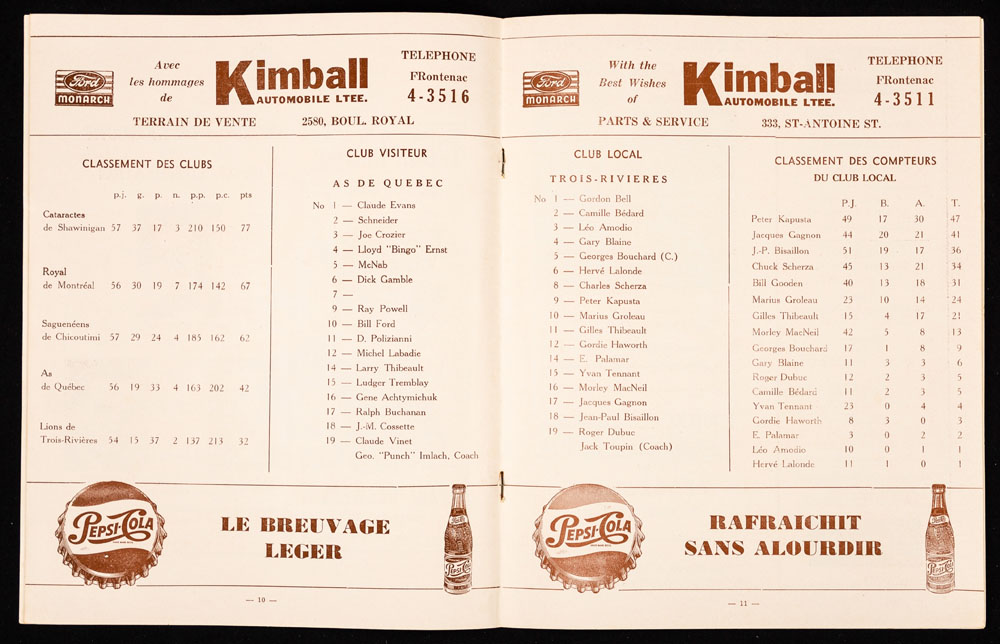 Ford
MONARCH
Avec
les hommages
de
Kimball
AUTOMOBILE LTEE.
TELEPHONE
FRontenac
4-3516
TERRAIN DE VENTE 2580, BOUL. ROYAL
CLASSEMENT DES CLUBS
p.j. g. p. n. p.p. p.c. pts
Cataractes
de Shawinigan 57 37 17 3 210 150 77
Royal
de Montréal 56 30 19 7 174 142 67
Saguenéens
de Chicoutimi 57 29 24 4 185 162 62
As
de Québec 56 19 33 4 163 202 42
Lions de
Trois-Rivières 54 15 37 2 137 213 32
CLUB VISITEUR
AS DE QUEBEC
No 1 — Claude Evans
2 — Schneider
3 — Joe Crozier
4 — Lloyd "Bingo" Ernst
5 — McNab
6 — Dick Gamble
7 —
9 — Ray Powell
10 — Bill Ford
11 — D. Polizianni
12 — Michel Labadie
14 — Larry Thibeault
15 — Ludger Tremblay
16 — Gene Achtymichuk
17 — Ralph Buchanan
18 — J.-M. Cossette
19 — Claude Vinet
Geo. "Punch" Imlach, Coach
PEPSI-COLA
LE BREUVAGE
LEGER
Pepsi-Cola
— 10 —
Ford
MONARCH
With the
Best Wishes
of
Kimball
AUTOMOBILE LTEE.
TELEPHONE
FRontenac
4-3511
PARTS & SERVICE 333, ST-ANTOINE ST.
CLUB LOCAL
TROIS-RIVIERES
No 1 — Gordon Bell
2 — Camille Bédard
3 — Léo Amodio
4 — Gary Blaine
5 — Georges Bouchard (C.)
6 — Hervé Lalonde
8 — Charles Scherza
9 — Peter Kapusta
10 — Marius Groleau
11 — Gilles Thibeault
12 — Gordie Haworth
14 — E. Palamar
15 — Yvan Tennant
16 — Morley MacNeil
17 — Jacques Gagnon
18 — Jean-Paul Bisaillon
19 — Roger Dubuc
Jack Toupin (Coach)
CLASSEMENT DES COMPTEURS
DU CLUB LOCAL
P.J. B. A. T.
Peter Kapusta 49 17 30 47
Jacques Gagnon 44 20 21 41
J.-P. Bisaillon 51 19 17 36
Chuck Scherza 45 13 21 34
Bill Gooden 40 13 18 31
Marius Groleau 23 10 14 24
Gilles Thibeault 15 4 17 21
Morley MacNeil 42 5 8 13
Georges Bouchard 17 1 8 9
Gary Blaine 11 3 3 6
Roger Dubuc 12 2 3 5
Camille Bédard 11 2 3 5
Yvan Tennant 23 0 4 4
Gordie Haworth 8 3 0 3
E. Palamar 3 0 2 2
Léo Amodio 10 0 1 1
Hervé Lalonde 11 1 0 1
PEPSI-COLA
RAFRAICHIT
SANS ALOURDIR
Pepsi-Cola
— 11 —